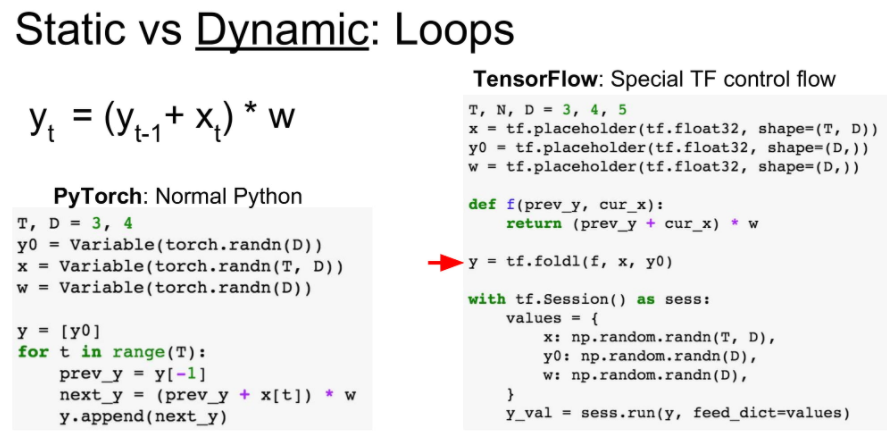 Static vs Dynamic: Loops
y_t = (y_{t-1} + x_t) * w
PyTorch: Normal Python
T, D = 3, 4
y0 = Variable(torch.randn(D))
x = Variable(torch.randn(T, D))
w = Variable(torch.randn(D))
y = [y0]
for t in range(T):
    prev_y = y[-1]
    next_y = (prev_y + x[t]) * w
    y.append(next_y)
TensorFlow: Special TF control flow
T, N, D = 3, 4, 5
x = tf.placeholder(tf.float32, shape=(T, D))
y0 = tf.placeholder(tf.float32, shape=(D,))
w = tf.placeholder(tf.float32, shape=(D,))
def f(prev_y, cur_x):
    return (prev_y + cur_x) * w
y = tf.foldl(f, x, y0)
with tf.Session() as sess:
    values = {
        x: np.random.randn(T, D),
        y0: np.random.randn(D),
        w: np.random.randn(D),
    }
    y_val = sess.run(y, feed_dict=values)